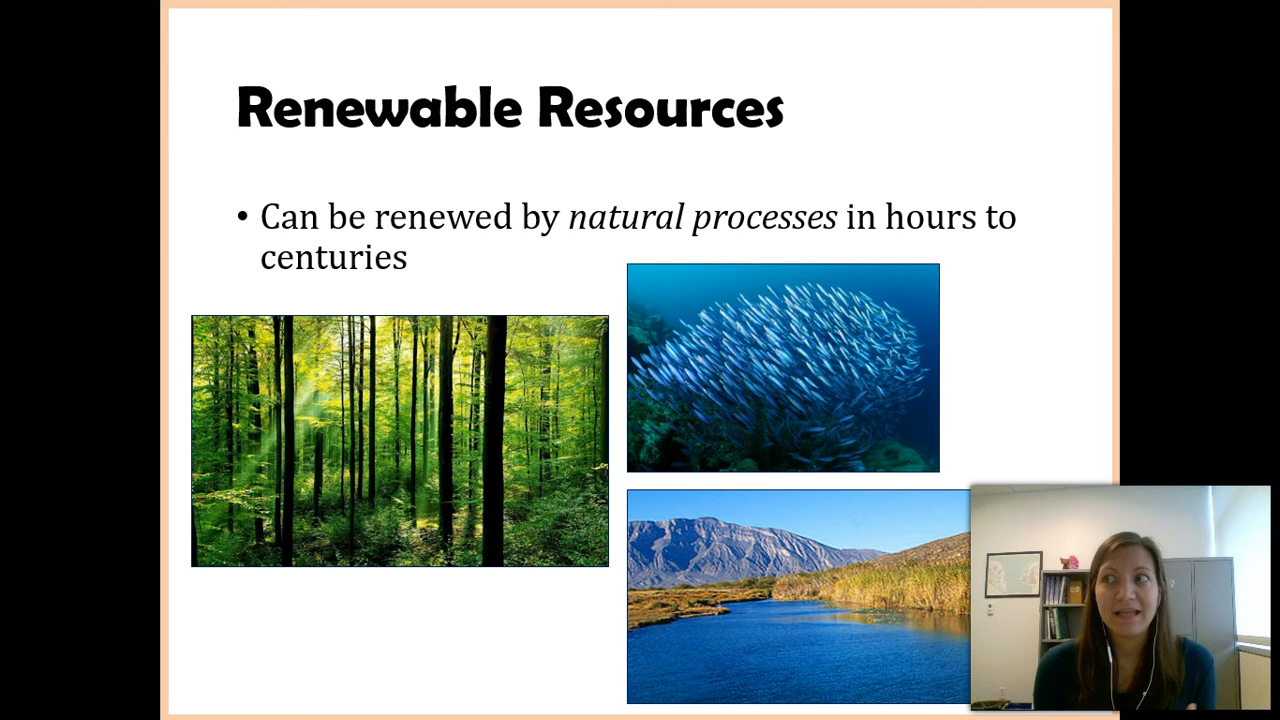 Renewable Resources
• Can be renewed by natural processes in hours to
centuries